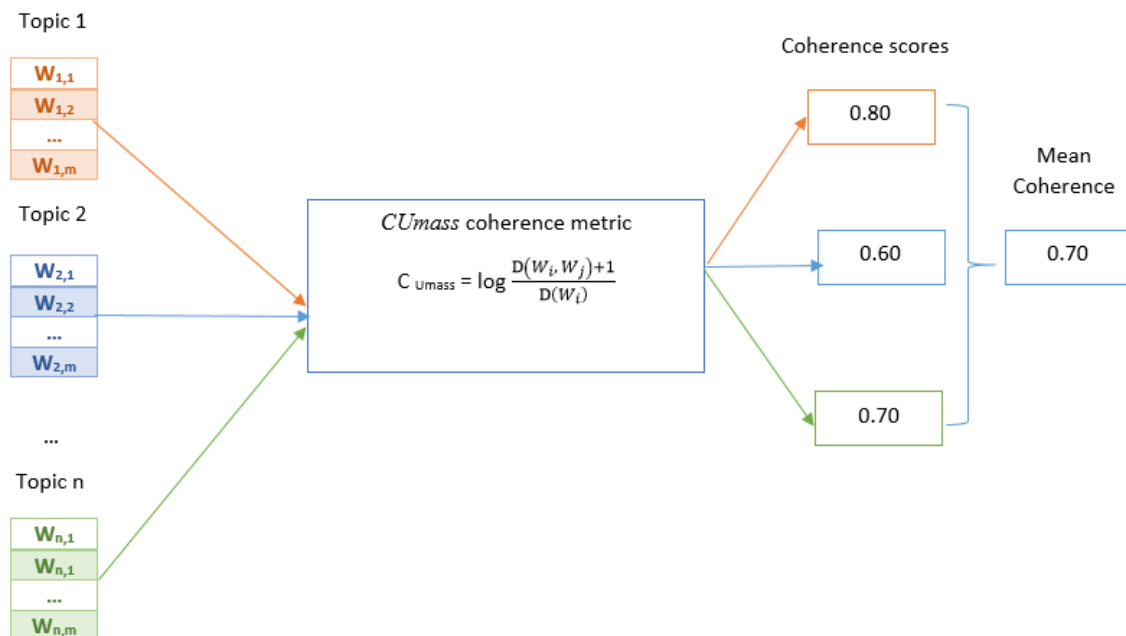 Topic 1
W1,1
W1,2
...
W1,m
Topic 2
W2,1
W2,2
...
W2,m
...
Topic n
Wn,1
Wn,1
...
Wn,m
CUmass coherence metric
C Umass = log D(Wi, Wj)+1 / D(Wi)
Coherence scores
0.80
0.60
0.70
Mean
Coherence
0.70